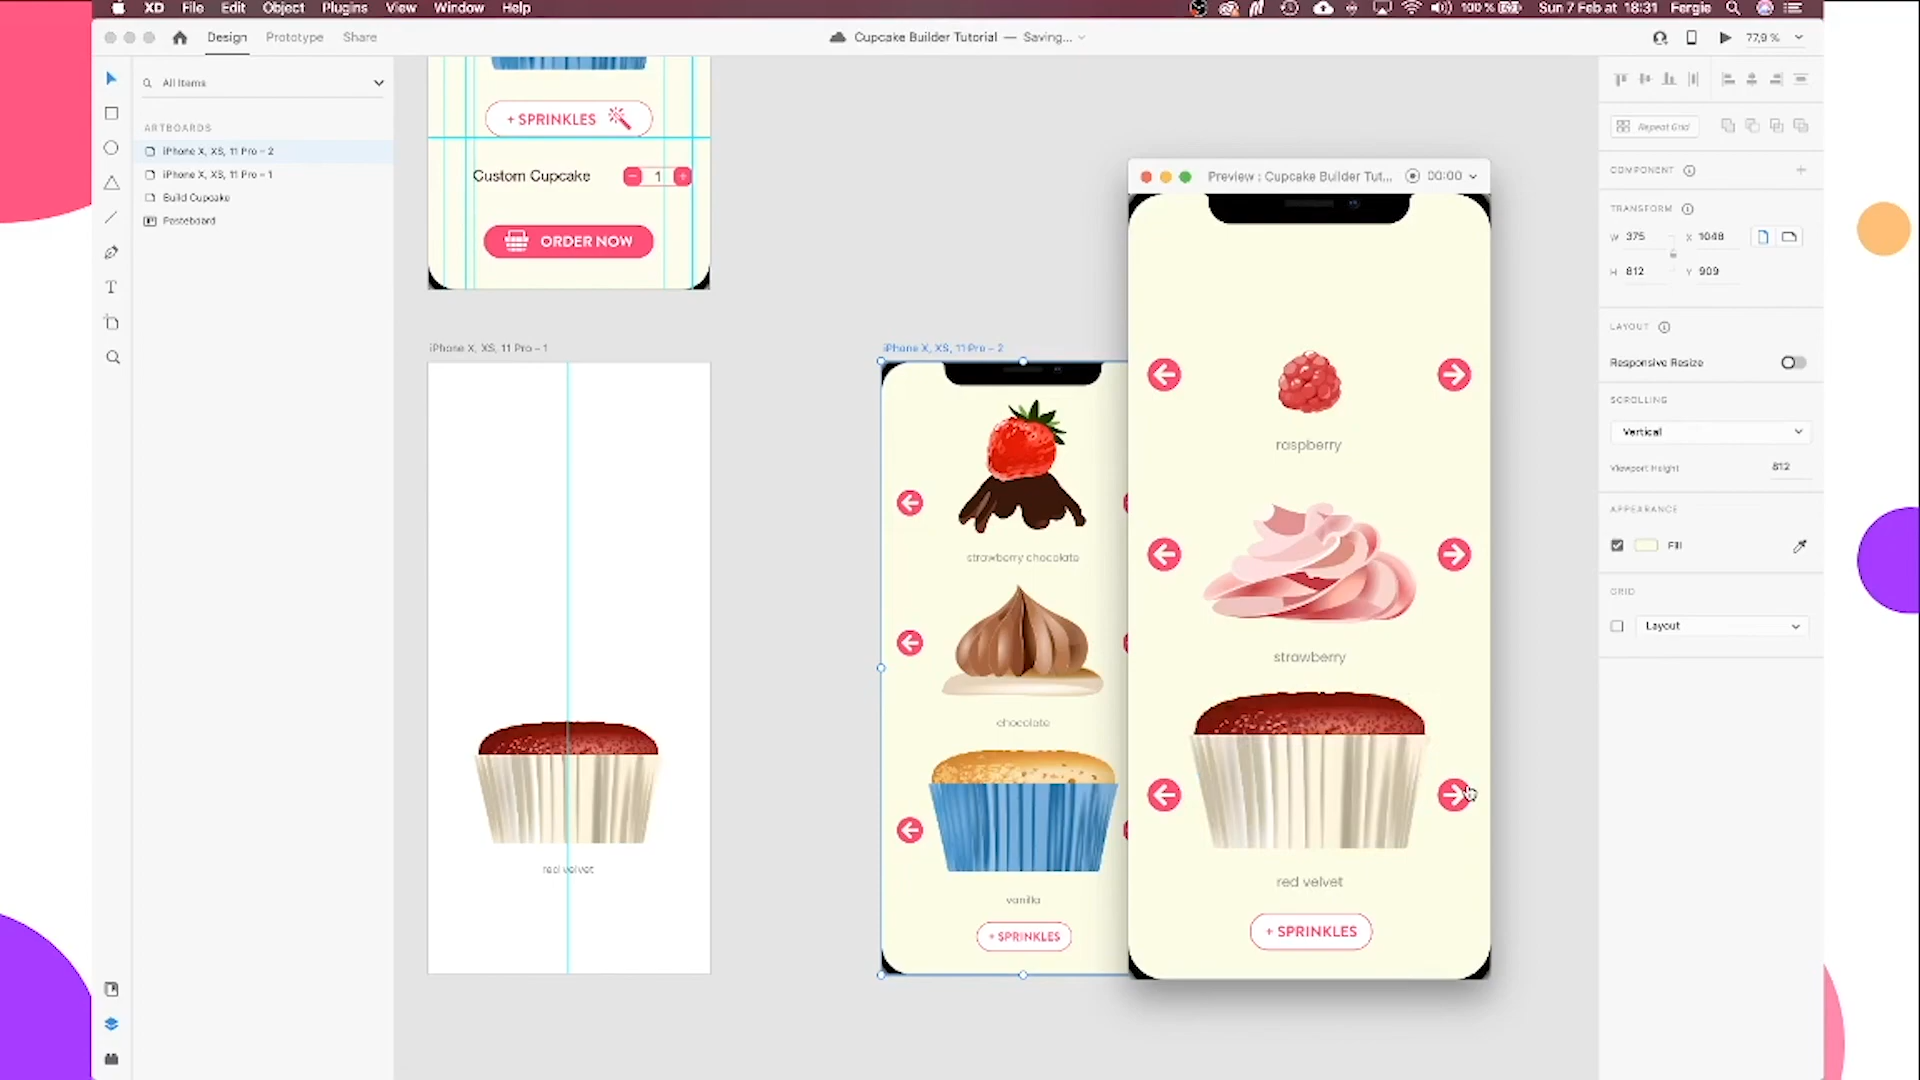 XD File Edit Object Plugins View Window Help
100 % Sun 7 Feb at 18:31 Fergie
Design Prototype Share
Cupcake Builder Tutorial — Saving...
77,9 %
All Items
ARTBOARDS
iPhone X, XS, 11 Pro – 2
iPhone X, XS, 11 Pro – 1
Build Cupcake
Pasteboard
+ SPRINKLES
Custom Cupcake
− 1 +
ORDER NOW
iPhone X, XS, 11 Pro – 1
red velvet
iPhone X, XS, 11 Pro – 2
strawberry chocolate
chocolate
vanilla
+ SPRINKLES
Preview : Cupcake Builder Tut... 00:00
raspberry
strawberry
red velvet
+ SPRINKLES
Repeat Grid
COMPONENT
TRANSFORM
W 375 X 1048
H 812 Y 909
LAYOUT
Responsive Resize
SCROLLING
Vertical
Viewport Height 812
APPEARANCE
Fill
GRID
Layout